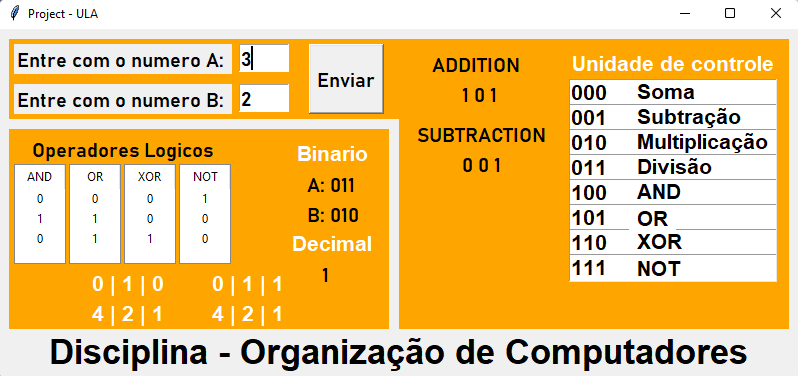 Project - ULA
Entre com o numero A: 3
Entre com o numero B: 2
Enviar
ADDITION
1 0 1
SUBTRACTION
0 0 1
Unidade de controle
000 Soma
001 Subtração
010 Multiplicação
011 Divisão
100 AND
101 OR
110 XOR
111 NOT
Operadores Logicos
AND OR XOR NOT
0 0 0 1
1 1 0 0
0 1 1 0
Binario
A: 011
B: 010
Decimal
1
0 | 1 | 0 0 | 1 | 1
4 | 2 | 1 4 | 2 | 1
Disciplina - Organização de Computadores